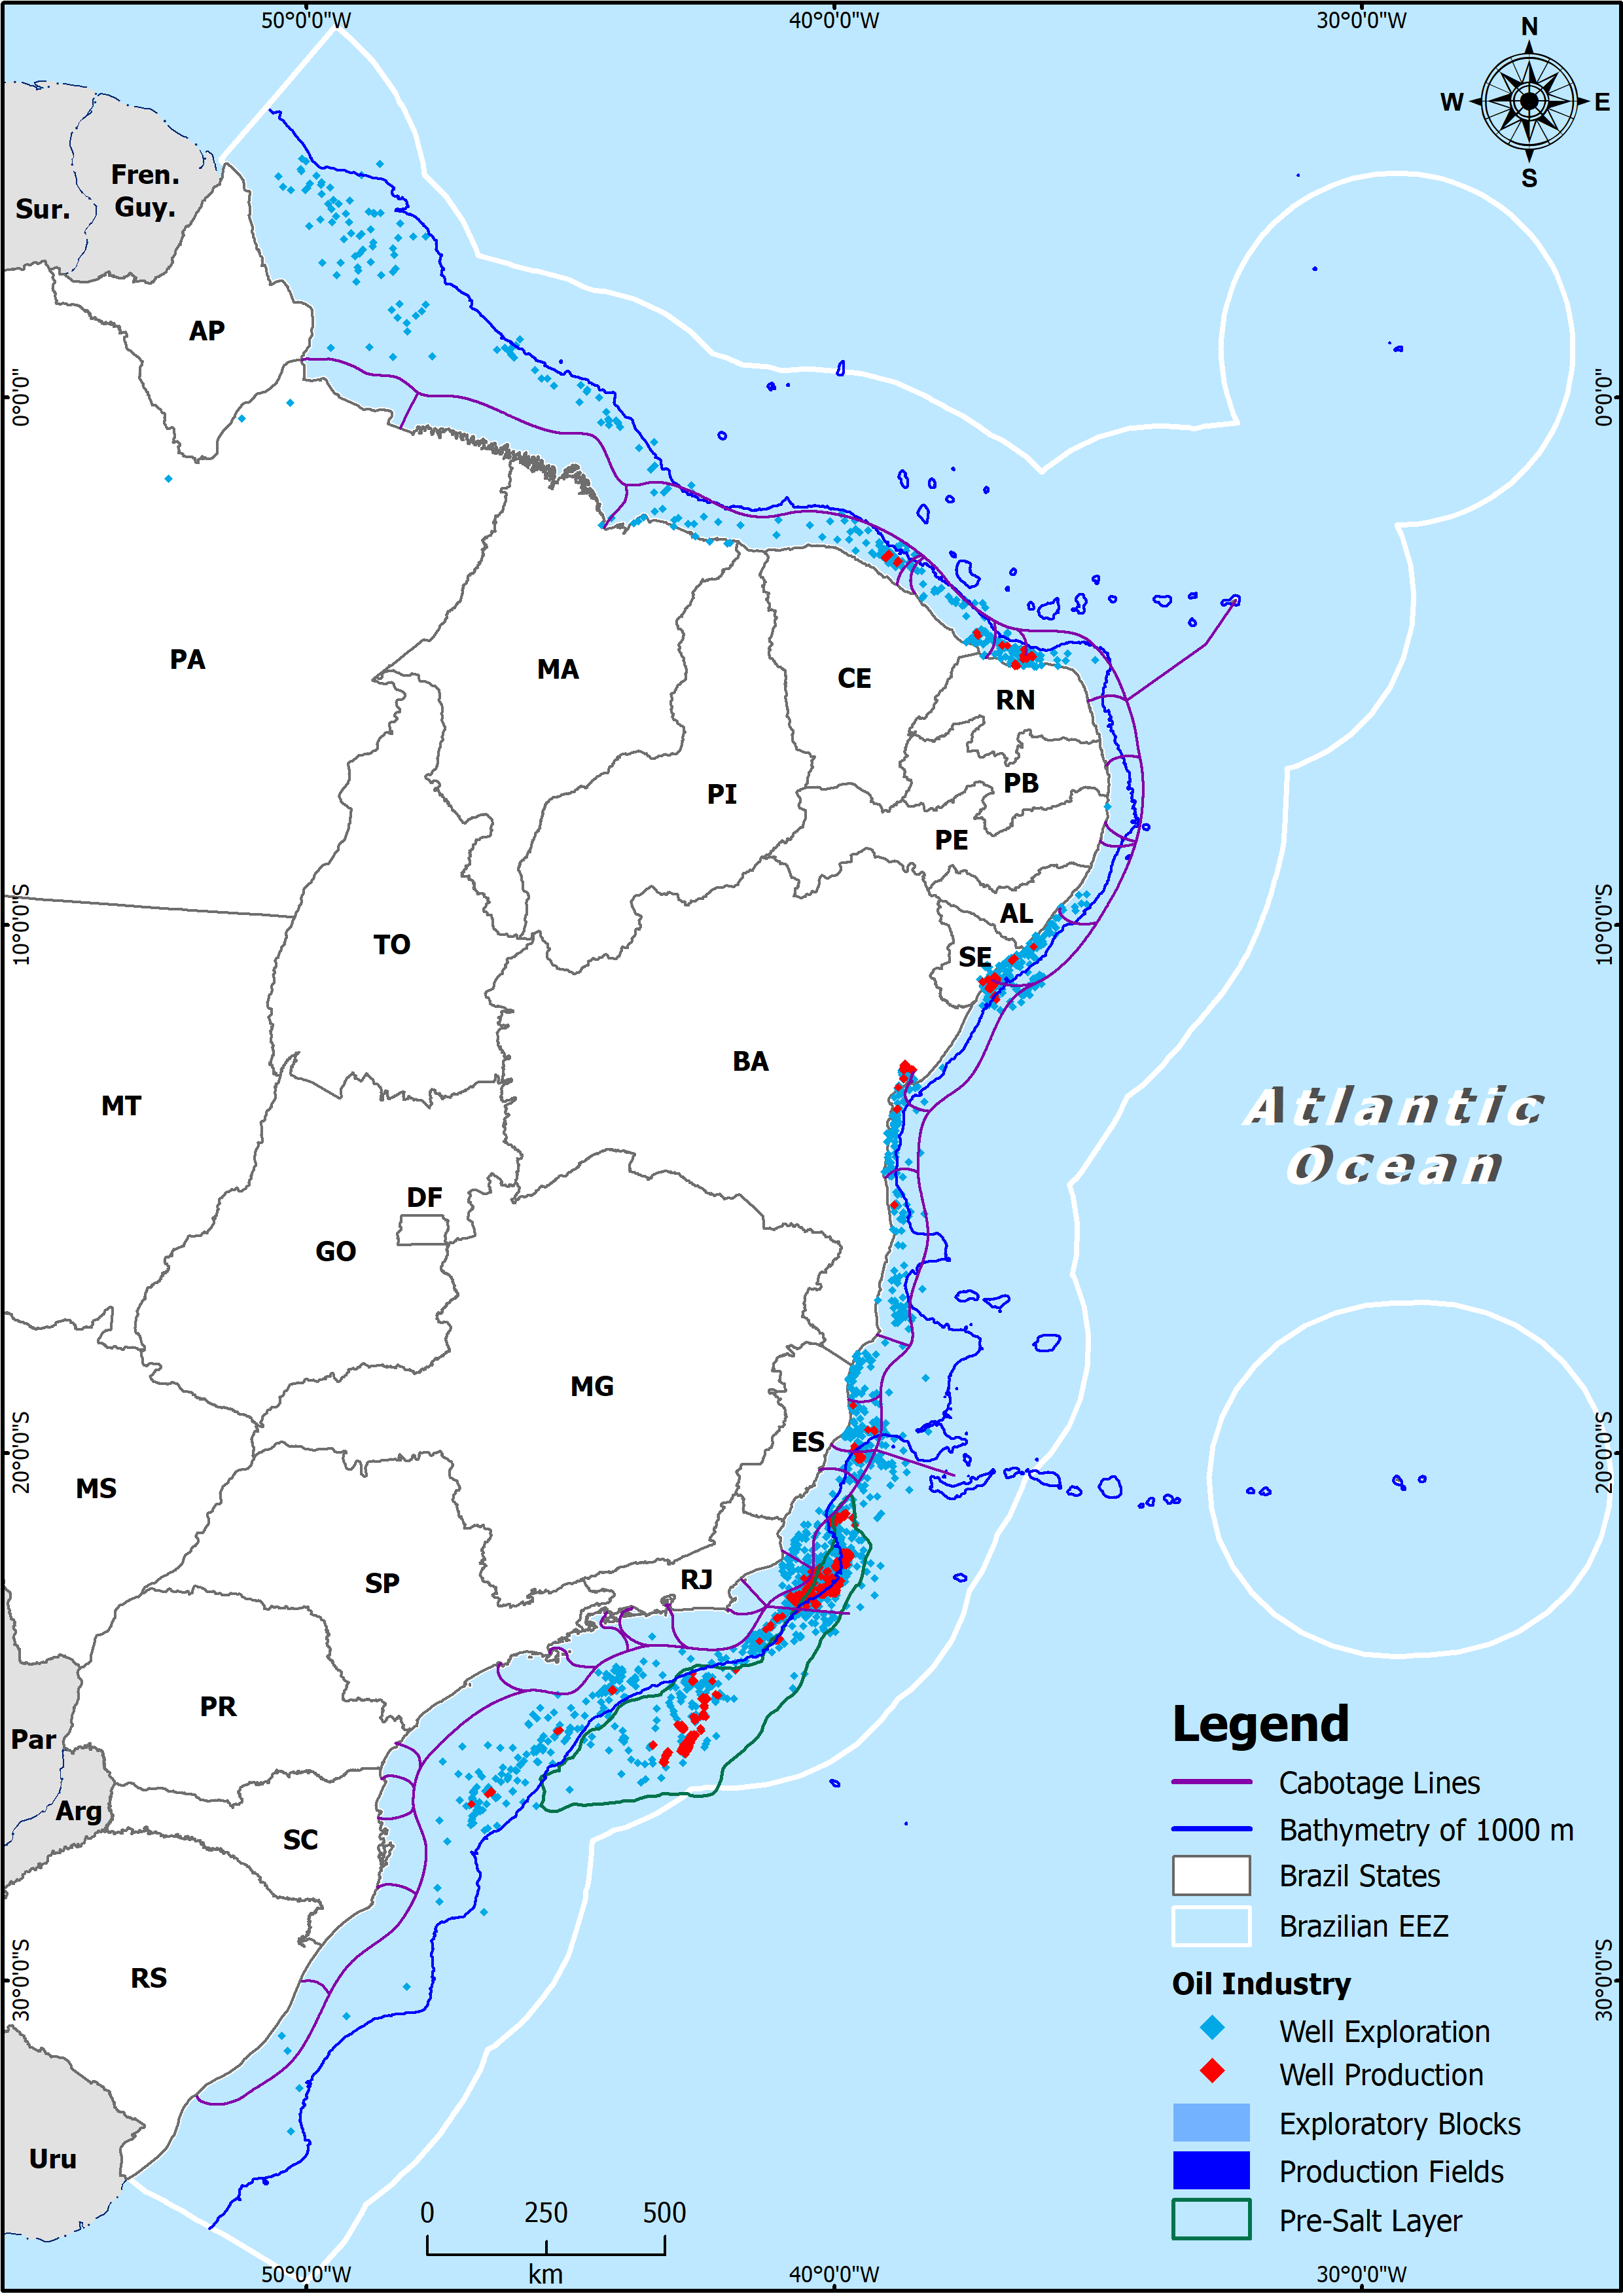 50°0'0"W
40°0'0"W
30°0'0"W
N
W
E
S
Fren.
Guy.
Sur.
AP
0°0'0"
0°0'0"
PA
MA
CE
RN
PI
PB
PE
10°0'0"S
AL
10°0'0"S
TO
SE
BA
MT
Atlantic
Ocean
DF
GO
MG
ES
20°0'0"S
20°0'0"S
MS
SP
RJ
PR
Par
Arg
SC
RS
30°0'0"S
30°0'0"S
Uru
Legend
Cabotage Lines
Bathymetry of 1000 m
Brazil States
Brazilian EEZ
Oil Industry
Well Exploration
Well Production
Exploratory Blocks
Production Fields
Pre-Salt Layer
0 250 500
km
50°0'0"W
40°0'0"W
30°0'0"W